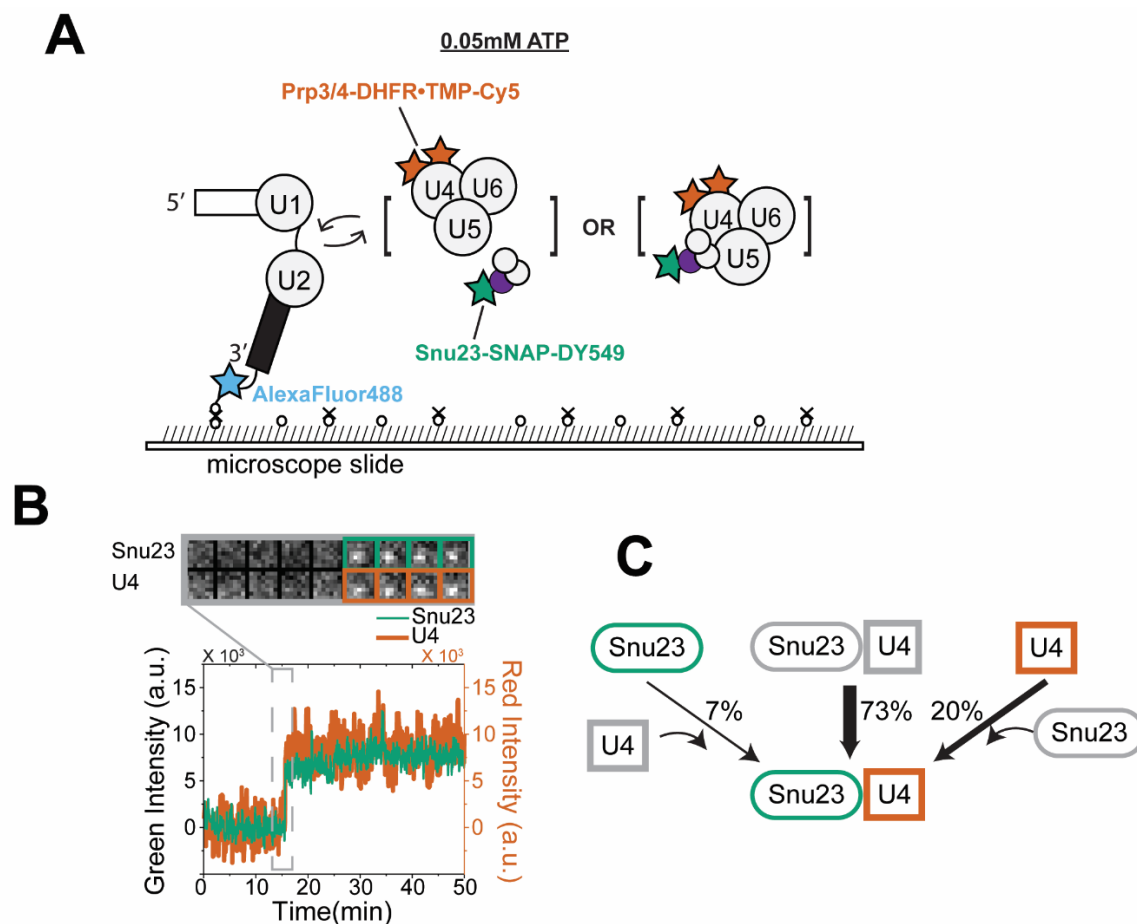 A
0.05mM ATP
Prp3/4-DHFR•TMP-Cy5
5′
U1
U2
3′
U4
U6
U5
OR
U4
U6
U5
Snu23-SNAP-DY549
AlexaFluor488
microscope slide
B
Snu23
U4
Snu23
U4
X 10³
X 10³
Green Intensity (a.u.)
15
10
5
0
15
10
5
0
Red Intensity (a.u.)
0 10 20 30 40 50
Time(min)
C
Snu23
Snu23 U4
U4
7%
73%
20%
U4
Snu23
Snu23 U4